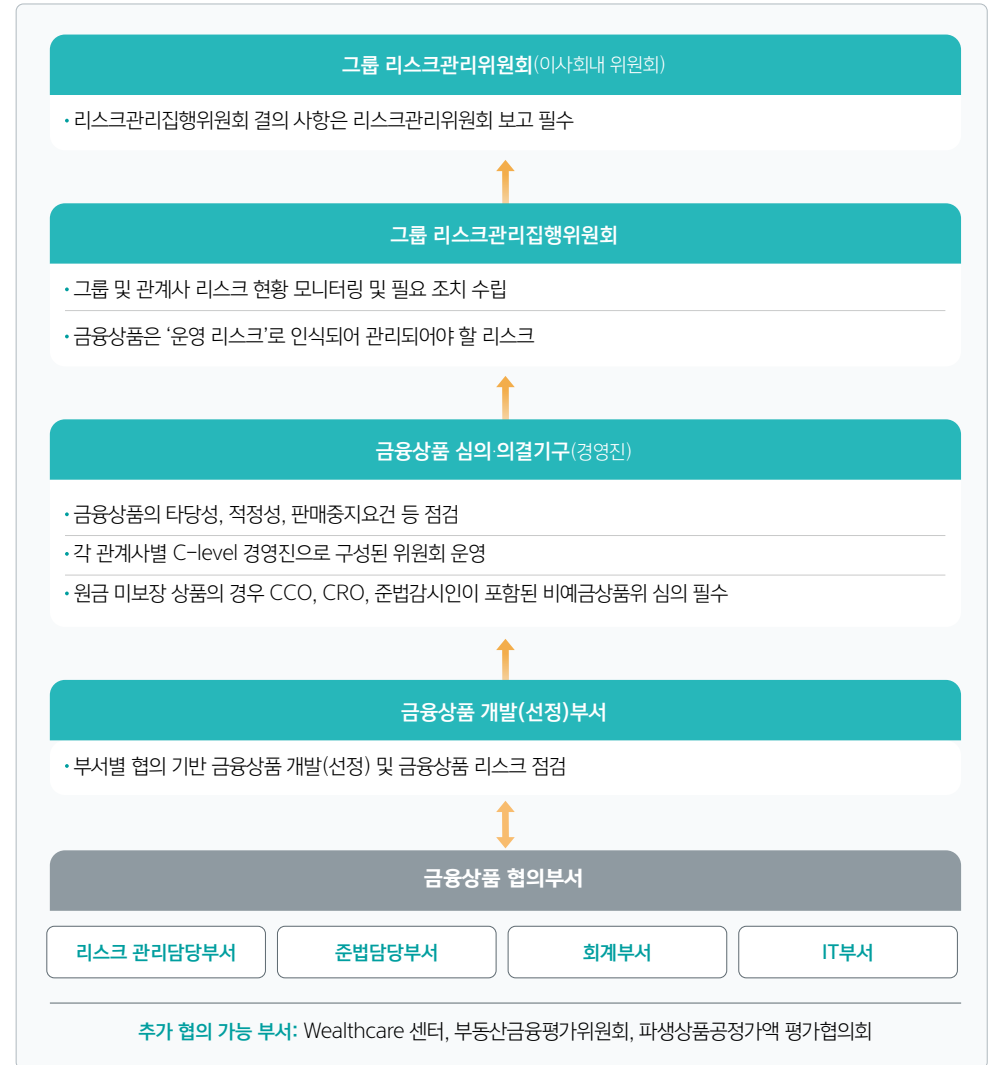 그룹 리스크관리위원회(이사회내 위원회)
• 리스크관리집행위원회 결의 사항은 리스크관리위원회 보고 필수
그룹 리스크관리집행위원회
• 그룹 및 관계사 리스크 현황 모니터링 및 필요 조치 수립
• 금융상품은 ‘운영 리스크’로 인식되어 관리되어야 할 리스크
금융상품 심의·의결기구(경영진)
• 금융상품의 타당성, 적정성, 판매중지요건 등 점검
• 각 관계사별 C-level 경영진으로 구성된 위원회 운영
• 원금 미보장 상품의 경우 CCO, CRO, 준법감시인이 포함된 비예금상품위 심의 필수
금융상품 개발(선정)부서
• 부서별 협의 기반 금융상품 개발(선정) 및 금융상품 리스크 점검
금융상품 협의부서
리스크 관리담당부서 준법담당부서 회계부서 IT부서
추가 협의 가능 부서: Wealthcare 센터, 부동산금융평가위원회, 파생상품공정가액 평가협의회